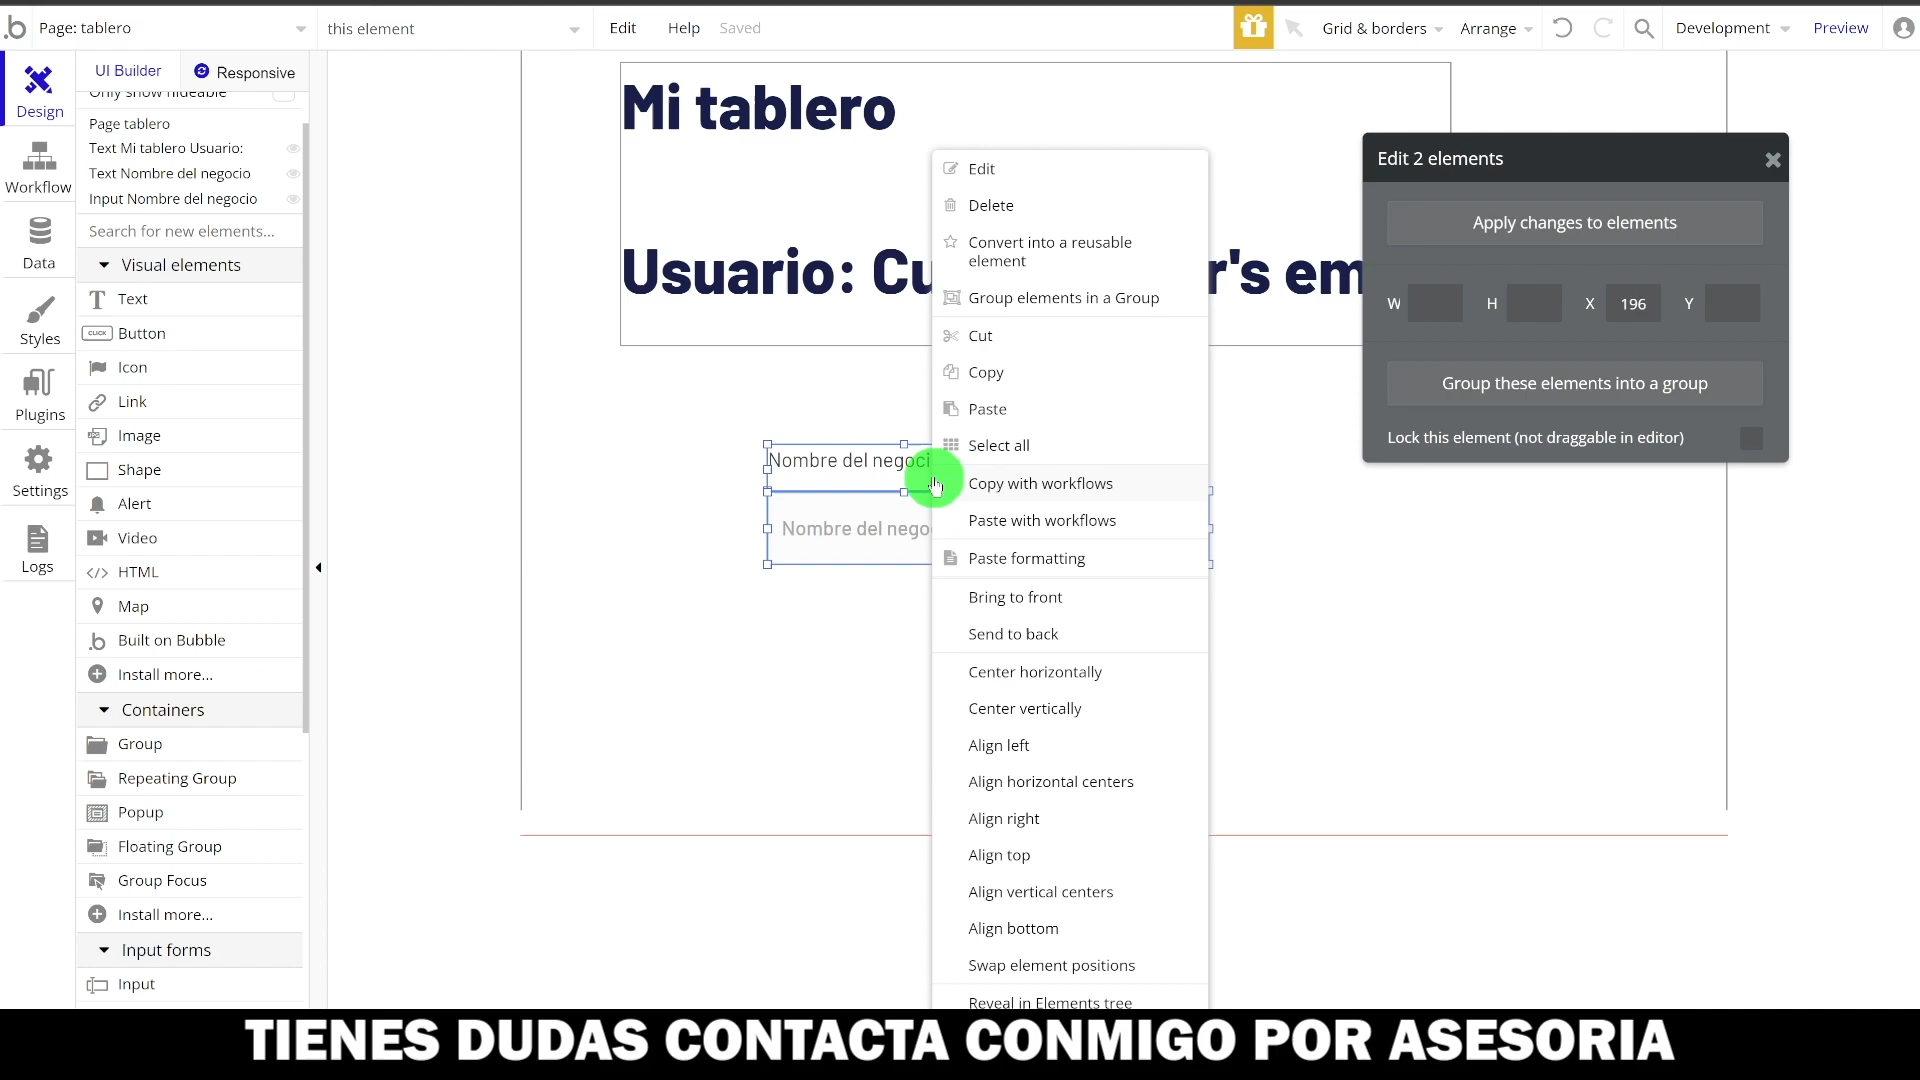 Page: tablero
this element
Edit
Help
Saved
Grid & borders
Arrange
Development
Preview
UI Builder
Responsive
Design
Only show hideable
Page tablero
Text Mi tablero Usuario:
Text Nombre del negocio
Input Nombre del negocio
Search for new elements...
Workflow
Data
Styles
Plugins
Settings
Logs
Visual elements
Text
CLICK
Button
Icon
Link
Image
Shape
Alert
Video
HTML
Map
Built on Bubble
Install more...
Containers
Group
Repeating Group
Popup
Floating Group
Group Focus
Install more...
Input forms
Input
Mi tablero
Usuario: Cu
r's em
Nombre del negoci
Nombre del nego
Edit
Delete
Convert into a reusable
element
Group elements in a Group
Cut
Copy
Paste
Select all
Copy with workflows
Paste with workflows
Paste formatting
Bring to front
Send to back
Center horizontally
Center vertically
Align left
Align horizontal centers
Align right
Align top
Align vertical centers
Align bottom
Swap element positions
Reveal in Elements tree
Edit 2 elements
Apply changes to elements
W
H
X 196
Y
Group these elements into a group
Lock this element (not draggable in editor)
TIENES DUDAS CONTACTA CONMIGO POR ASESORIA